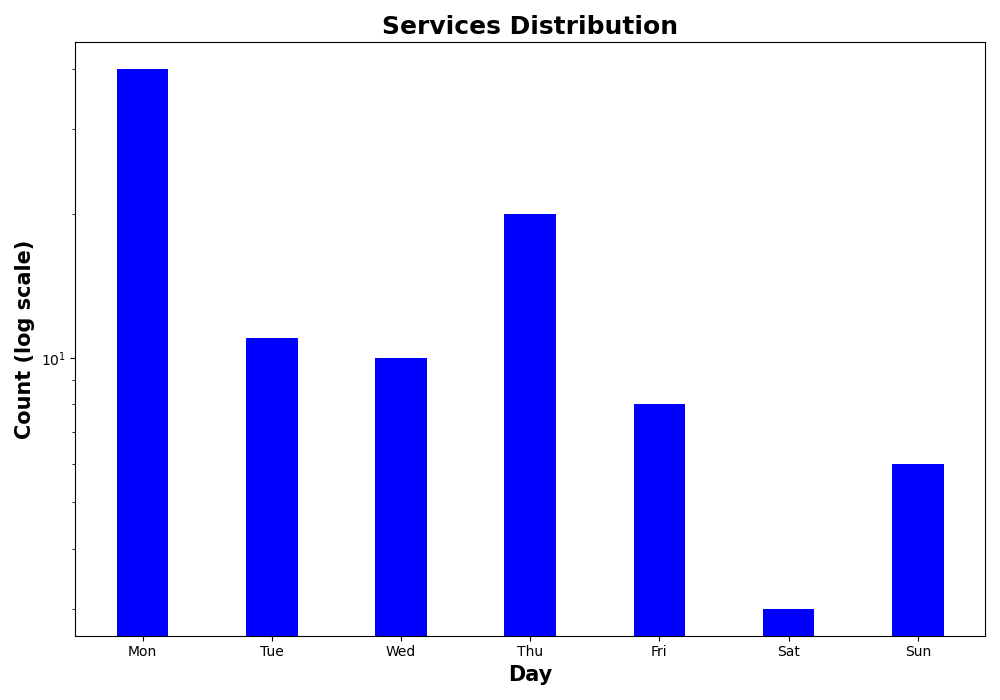 Services Distribution
Count (log scale)
10¹
Mon Tue Wed Thu Fri Sat Sun
Day